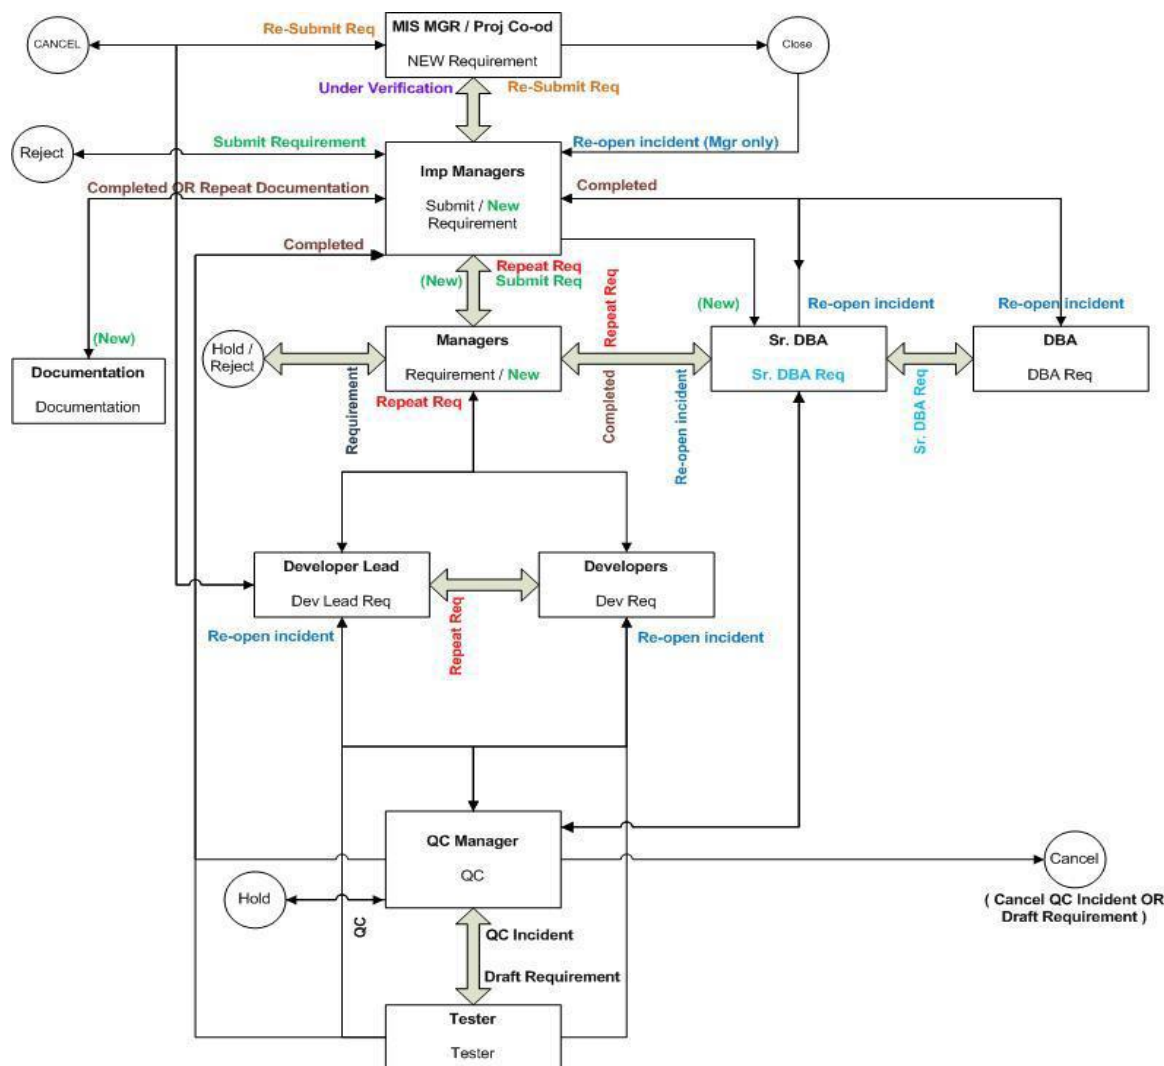 Re-Submit Req
MIS MGR / Proj Co-od
CANCEL
Close
NEW Requirement
Under Verification
Re-Submit Req
Submit Requirement
Re-open incident (Mgr only)
Reject
Imp Managers
Completed OR Repeat Documentation
Completed
Submit / New
Requirement
Completed
Repeat Req
(New)
Submit Req
Repeat Req
(New)
Re-open incident
Re-open incident
(New)
Hold /
Reject
Managers
Sr. DBA
DBA
Documentation
Requirement / New
Sr. DBA Req
DBA Req
Documentation
Repeat Req
Requirement
Completed
Re-open incident
Sr. DBA Req
Developer Lead
Developers
Dev Lead Req
Dev Req
Re-open incident
Repeat Req
Re-open incident
QC Manager
QC
Cancel
Hold
( Cancel QC Incident OR
Draft Requirement )
QC
QC Incident
Draft Requirement
Tester
Tester